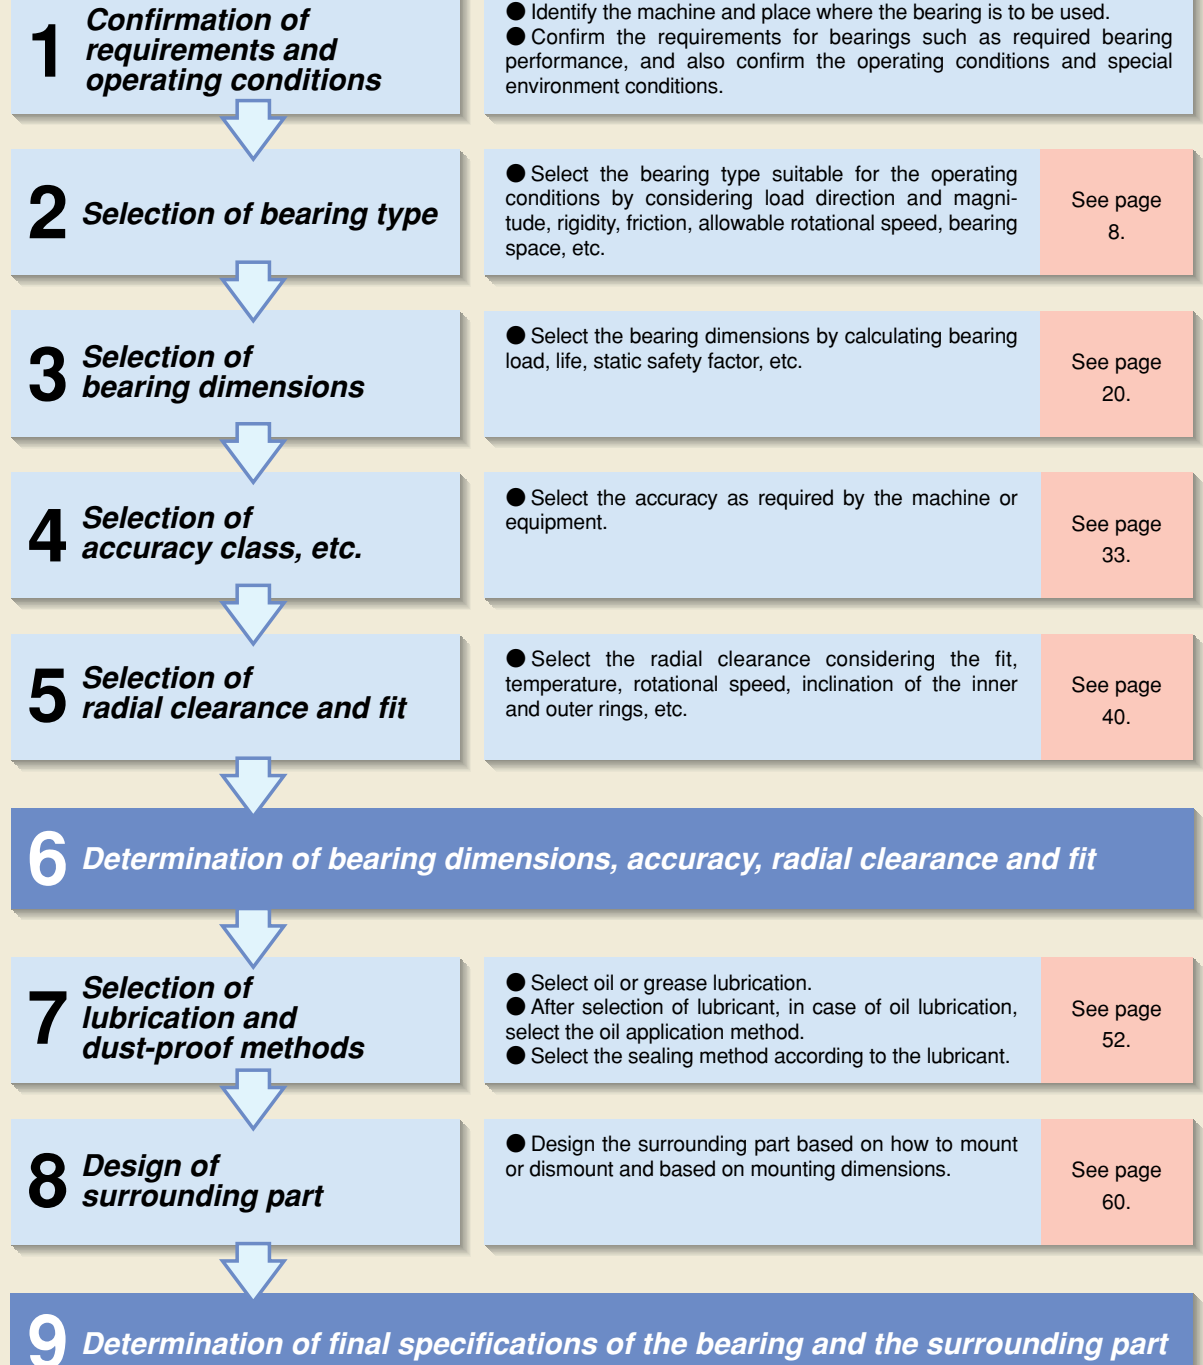 1
Confirmation of
requirements and
operating conditions
● Identify the machine and place where the bearing is to be used.
● Confirm the requirements for bearings such as required bearing
performance, and also confirm the operating conditions and special
environment conditions.
2
Selection of bearing type
● Select the bearing type suitable for the operating
conditions by considering load direction and magni-
tude, rigidity, friction, allowable rotational speed, bearing
space, etc.
See page
8.
3
Selection of
bearing dimensions
● Select the bearing dimensions by calculating bearing
load, life, static safety factor, etc.
See page
20.
4
Selection of
accuracy class, etc.
● Select the accuracy as required by the machine or
equipment.
See page
33.
5
Selection of
radial clearance and fit
● Select the radial clearance considering the fit,
temperature, rotational speed, inclination of the inner
and outer rings, etc.
See page
40.
6
Determination of bearing dimensions, accuracy, radial clearance and fit
7
Selection of
lubrication and
dust-proof methods
● Select oil or grease lubrication.
● After selection of lubricant, in case of oil lubrication,
select the oil application method.
● Select the sealing method according to the lubricant.
See page
52.
8
Design of
surrounding part
● Design the surrounding part based on how to mount
or dismount and based on mounting dimensions.
See page
60.
9
Determination of final specifications of the bearing and the surrounding part